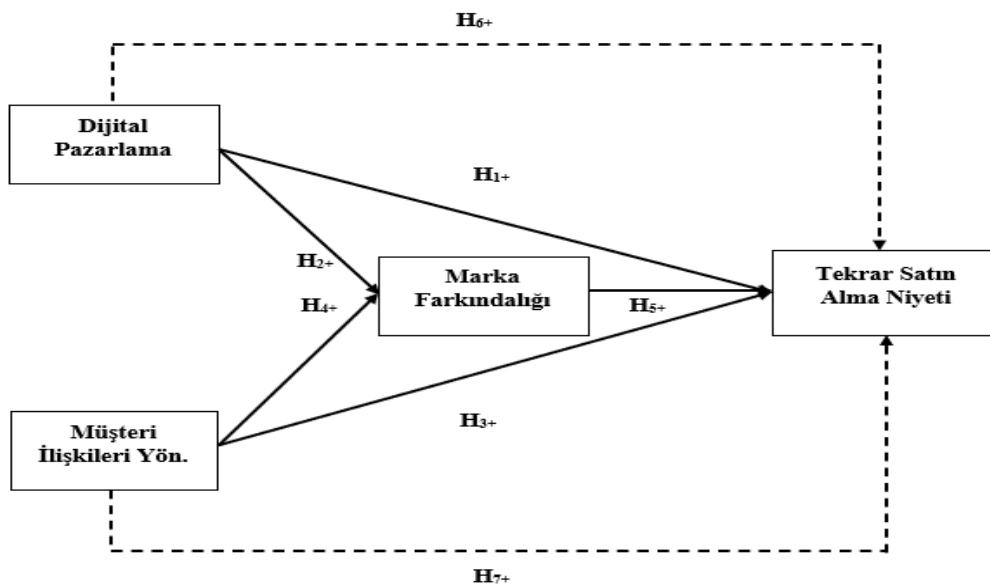 H6+
Dijital
Pazarlama
H1+
H2+
Marka
Farkındalığı
Tekrar Satın
Alma Niyeti
H4+
H5+
H3+
Müşteri
İlişkileri Yön.
H7+